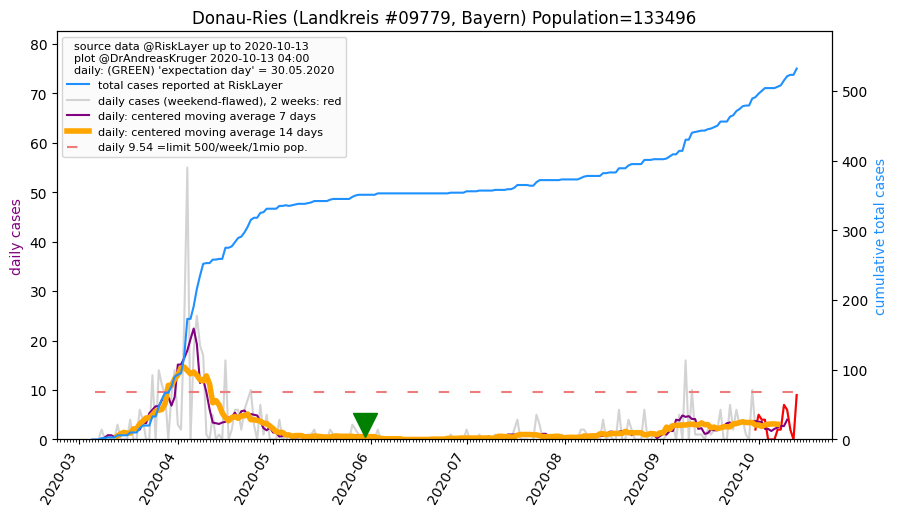 Donau-Ries (Landkreis #09779, Bayern) Population=133496
source data @RiskLayer up to 2020-10-13
plot @DrAndreasKruger 2020-10-13 04:00
daily: (GREEN) 'expectation day' = 30.05.2020
total cases reported at RiskLayer
daily cases (weekend-flawed), 2 weeks: red
daily: centered moving average 7 days
daily: centered moving average 14 days
daily 9.54 =limit 500/week/1mio pop.
daily cases
80
70
60
50
40
30
20
10
0
cumulative total cases
500
400
300
200
100
0
2020-03
2020-04
2020-05
2020-06
2020-07
2020-08
2020-09
2020-10